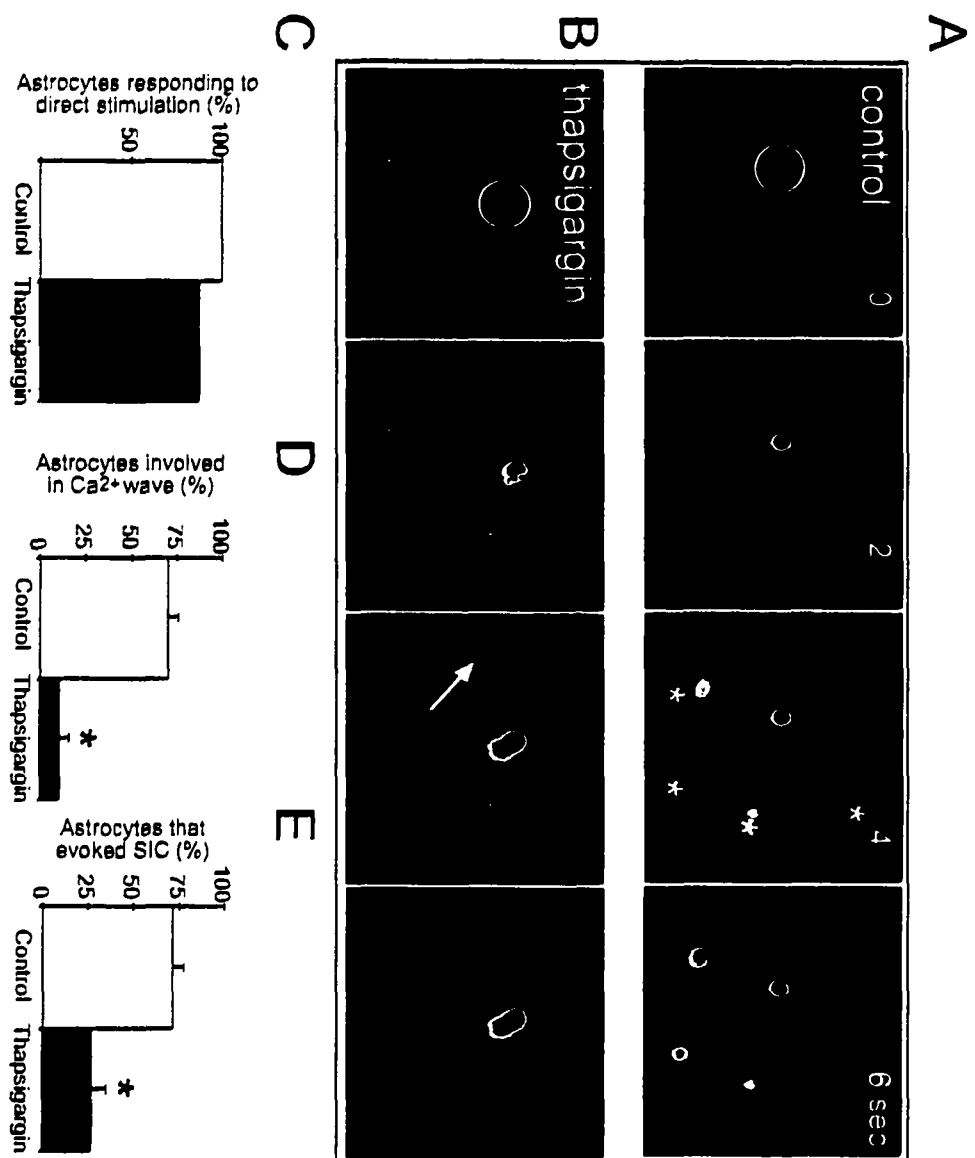 A
control
0
2
4
6 sec
*
*
*
*
B
thapsigargin
C
Astrocytes responding to
direct stimulation (%)
100
50
Control
Thapsigargin
D
Astrocytes involved
in Ca²⁺ wave (%)
100
75
50
25
0
Control
Thapsigargin
*
E
Astrocytes that
evoked SIC (%)
100
75
50
25
0
Control
Thapsigargin
*